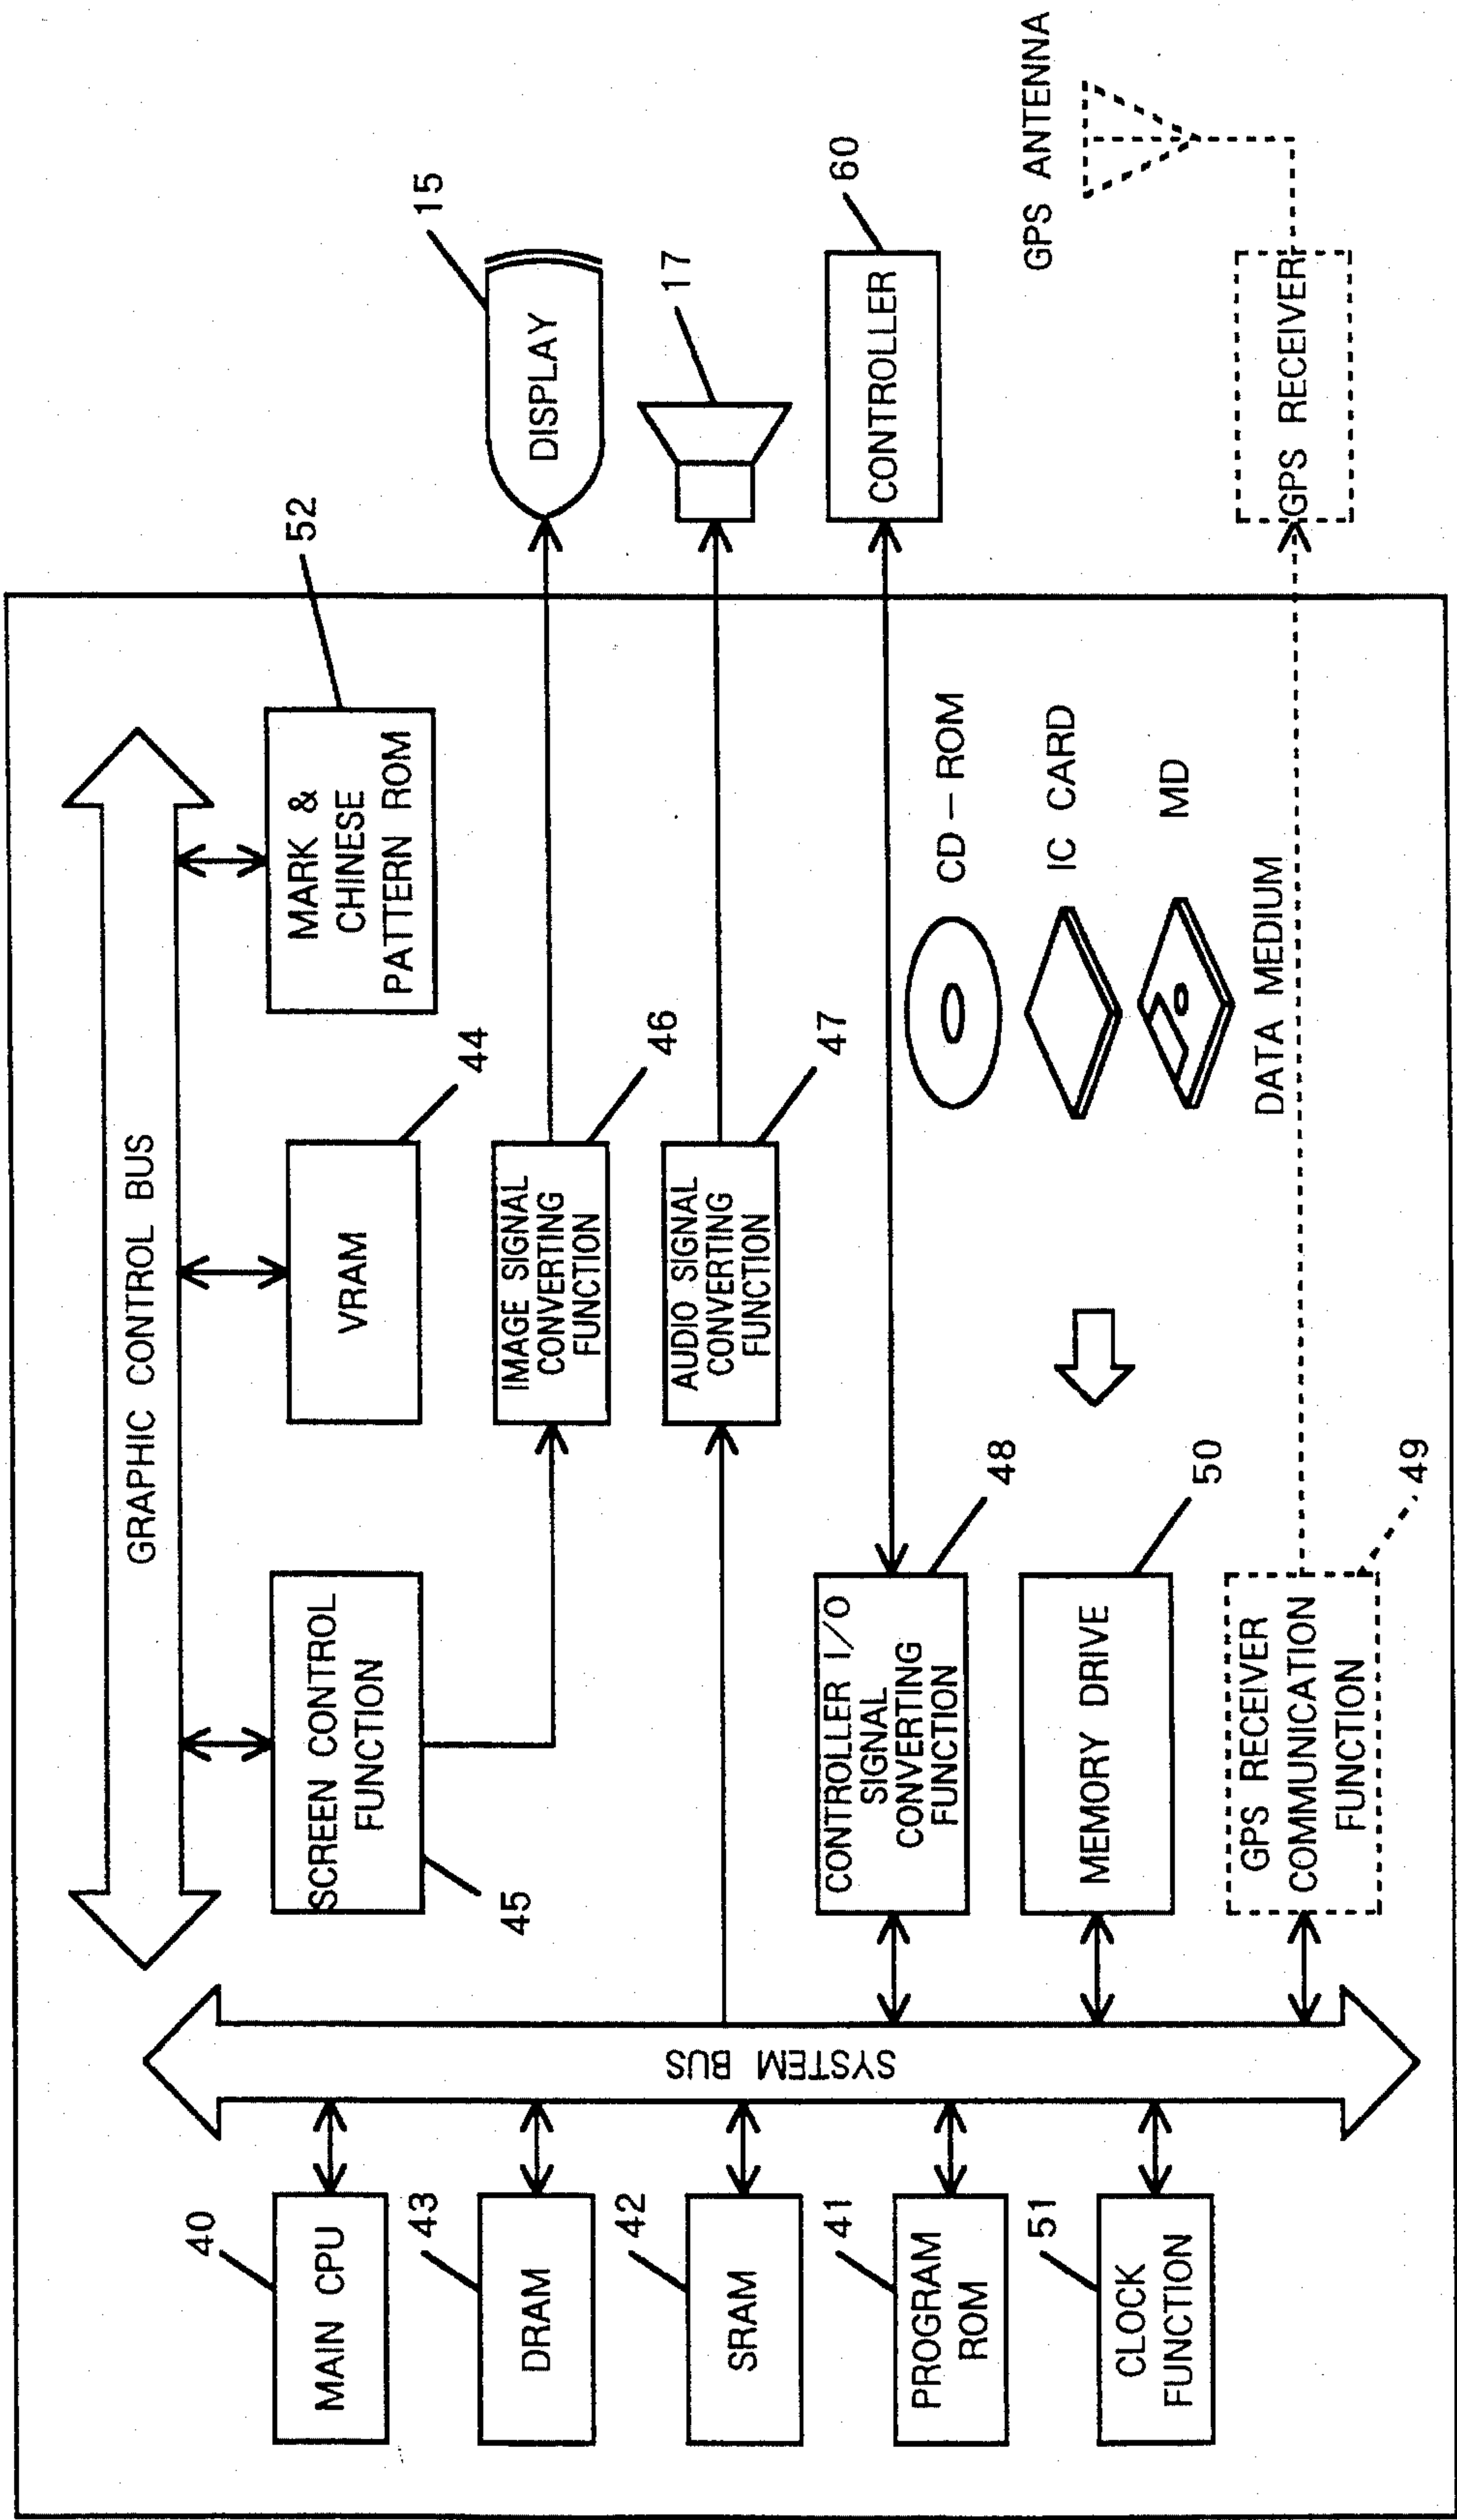 GRAPHIC CONTROL BUS
SYSTEM BUS
40
MAIN CPU
43
DRAM
42
SRAM
41
PROGRAM
ROM
51
CLOCK
FUNCTION
SCREEN CONTROL
FUNCTION
45
VRAM
44
MARK &
CHINESE
PATTERN ROM
52
IMAGE SIGNAL
CONVERTING
FUNCTION
46
AUDIO SIGNAL
CONVERTING
FUNCTION
47
CONTROLLER I/O
SIGNAL
CONVERTING
FUNCTION
48
MEMORY DRIVE
50
GPS RECEIVER
COMMUNICATION
FUNCTION
49
CD-ROM
IC CARD
MD
DATA MEDIUM
DISPLAY
15
17
CONTROLLER
60
GPS RECEIVER
GPS ANTENNA